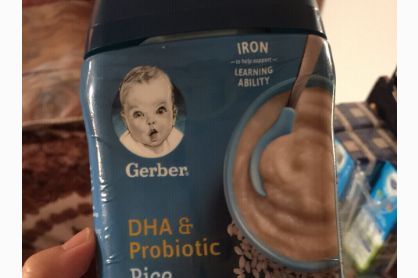 IRON
to help support
LEARNING
ABILITY
Gerber
DHA &
Probiotic
Rice